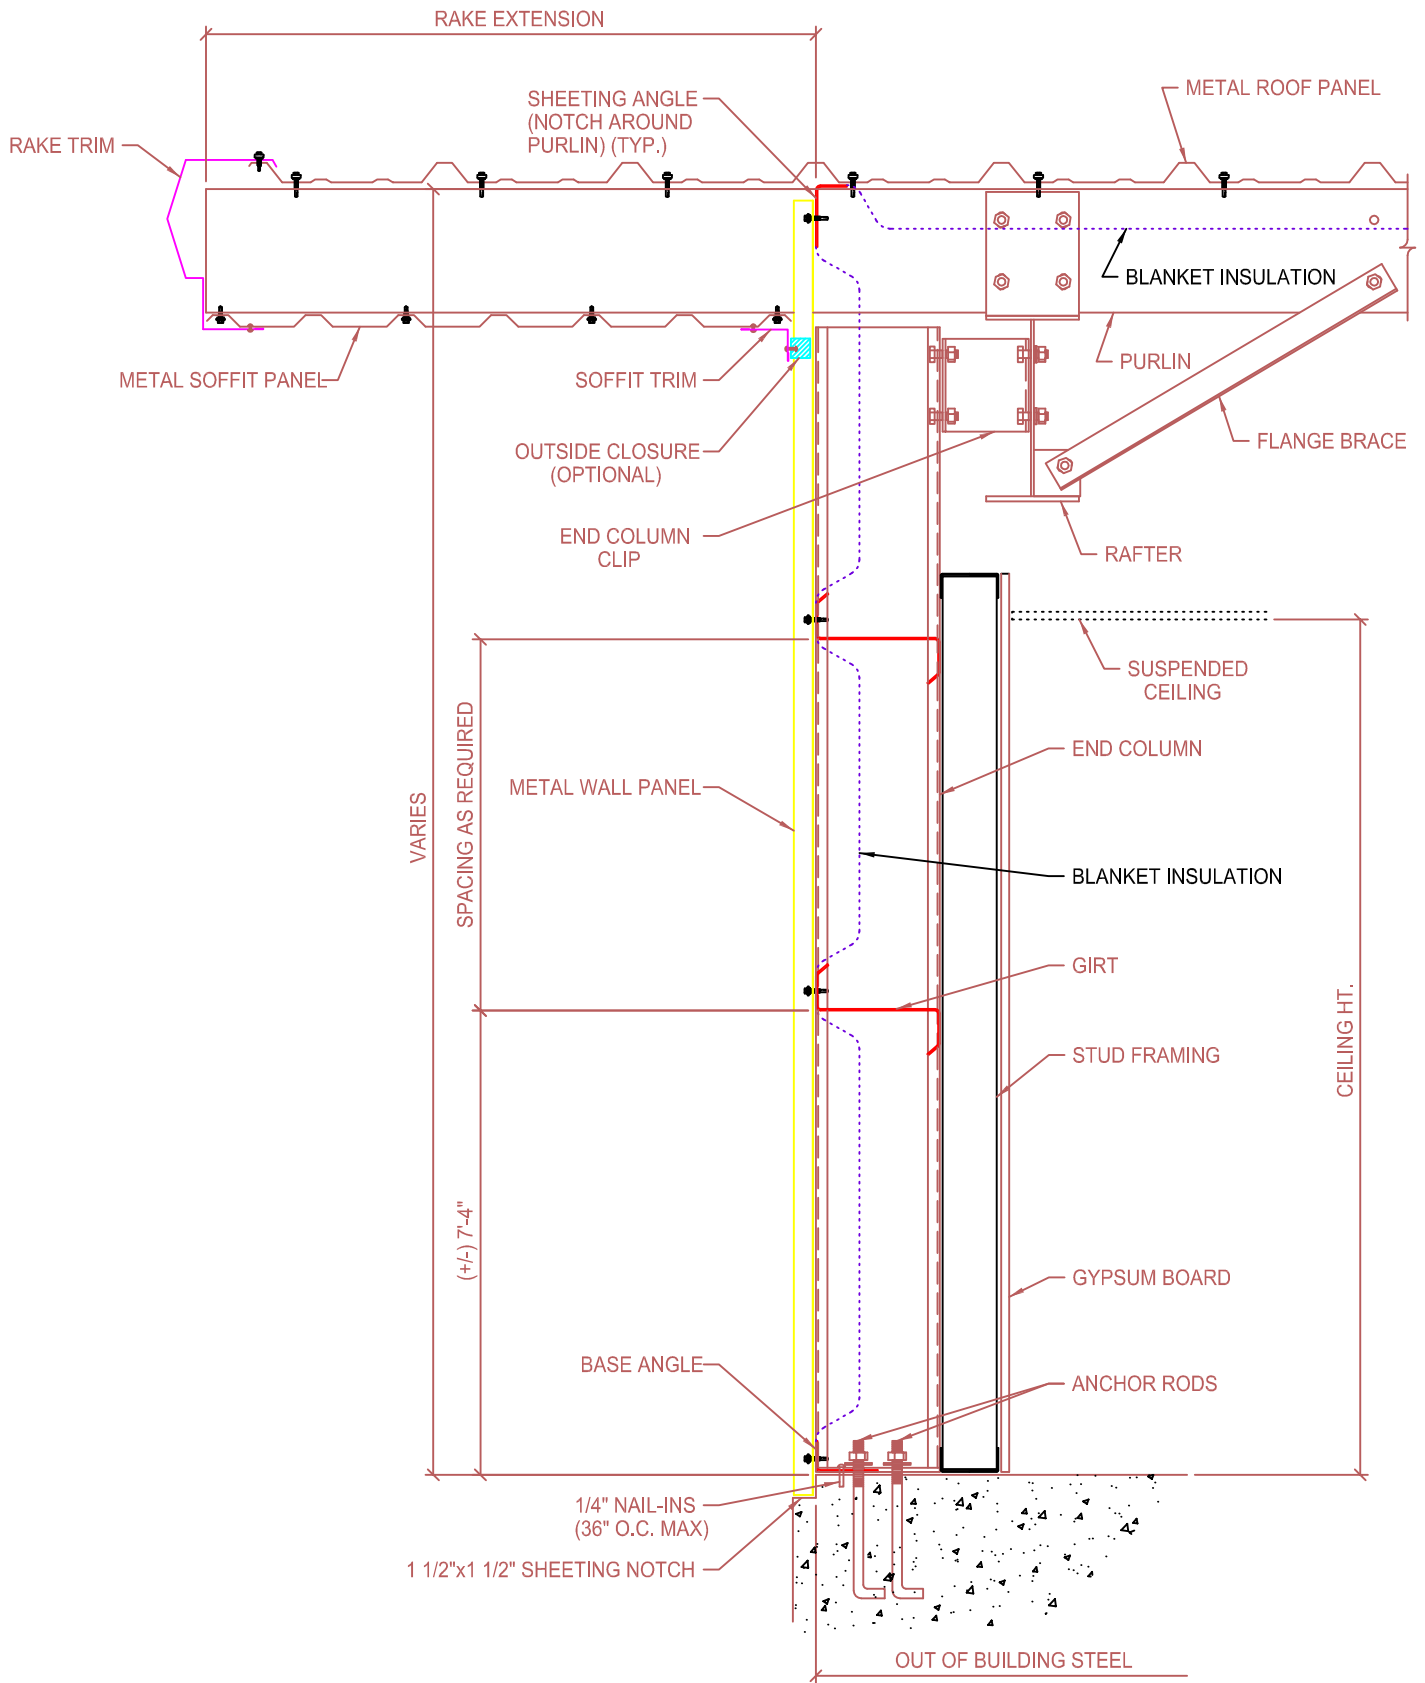 RAKE EXTENSION
SHEETING ANGLE
(NOTCH AROUND
PURLIN) (TYP.)
METAL ROOF PANEL
RAKE TRIM
BLANKET INSULATION
PURLIN
METAL SOFFIT PANEL
SOFFIT TRIM
FLANGE BRACE
OUTSIDE CLOSURE
(OPTIONAL)
END COLUMN
CLIP
RAFTER
SUSPENDED
CEILING
END COLUMN
METAL WALL PANEL
VARIES
SPACING AS REQUIRED
BLANKET INSULATION
GIRT
STUD FRAMING
CEILING HT.
(+/-) 7'-4"
GYPSUM BOARD
BASE ANGLE
ANCHOR RODS
1/4" NAIL-INS
(36" O.C. MAX)
1 1/2"x1 1/2" SHEETING NOTCH
OUT OF BUILDING STEEL